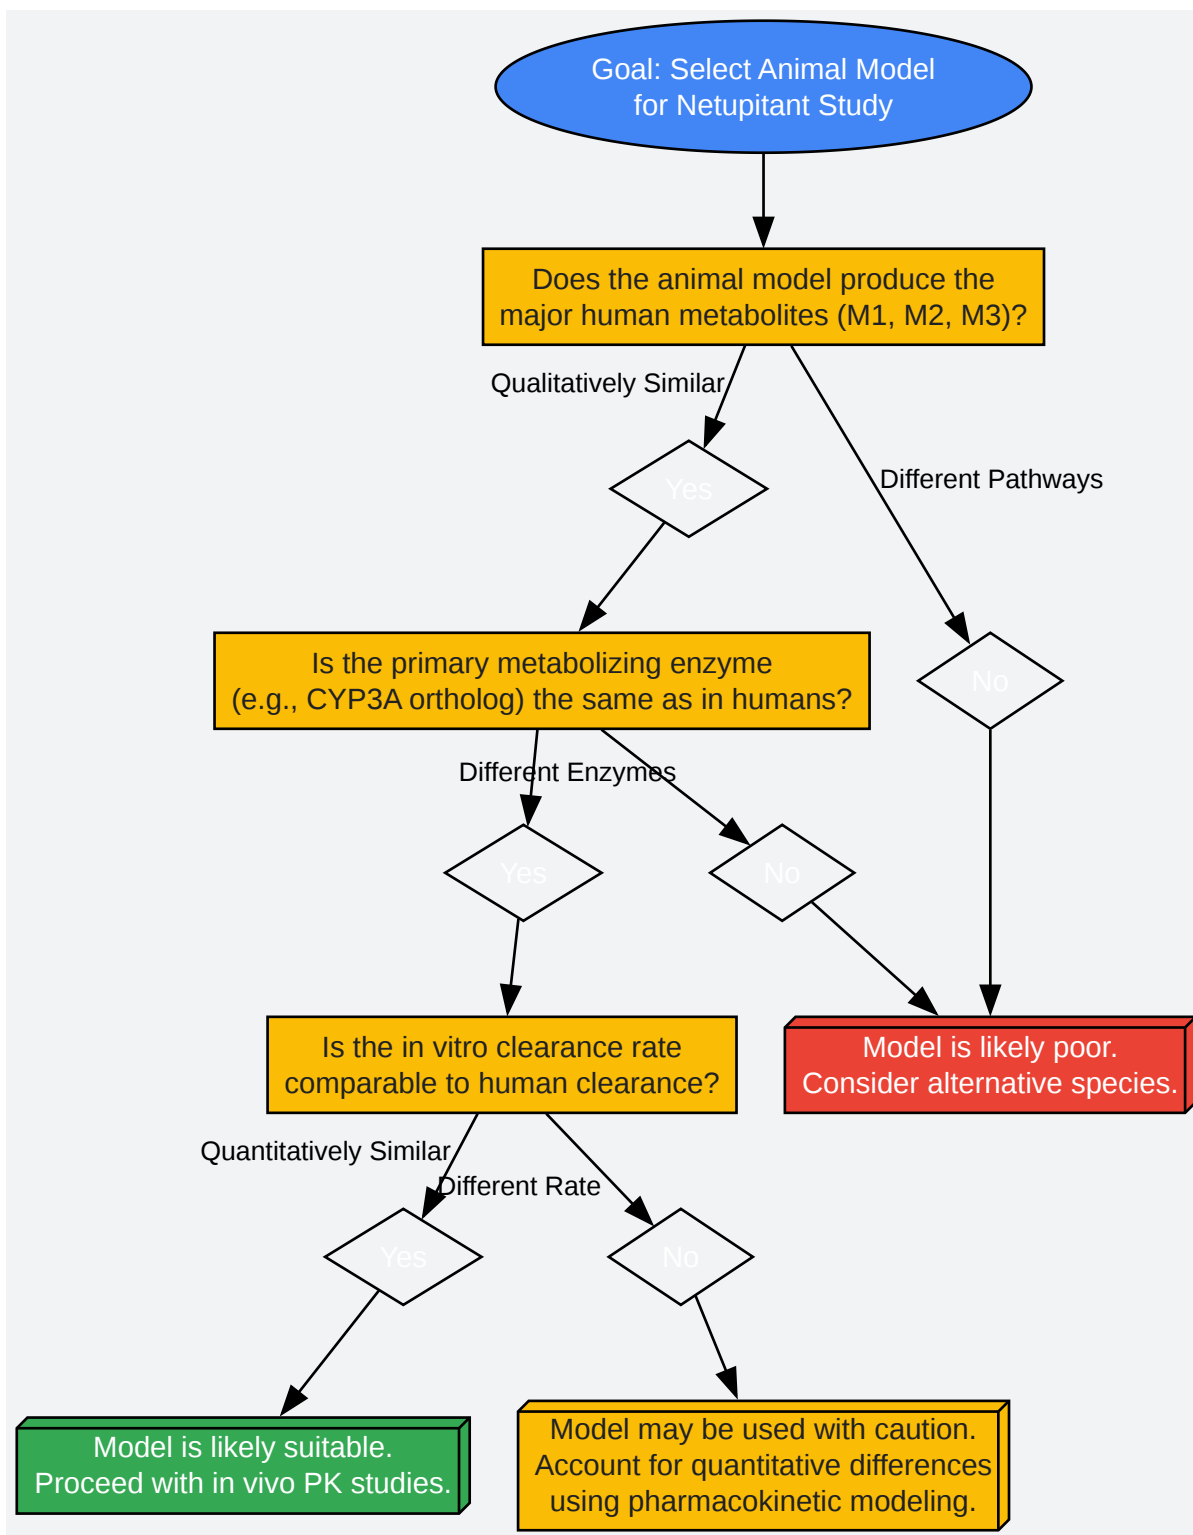 Goal: Select Animal Model
for Netupitant Study
Does the animal model produce the
major human metabolites (M1, M2, M3)?
Qualitatively Similar
Different Pathways
Yes
Is the primary metabolizing enzyme
(e.g., CYP3A ortholog) the same as in humans?
No
Different Enzymes
Yes
No
Is the in vitro clearance rate
comparable to human clearance?
Model is likely poor.
Consider alternative species.
Quantitatively Similar
Different Rate
Yes
No
Model is likely suitable.
Proceed with in vivo PK studies.
Model may be used with caution.
Account for quantitative differences
using pharmacokinetic modeling.